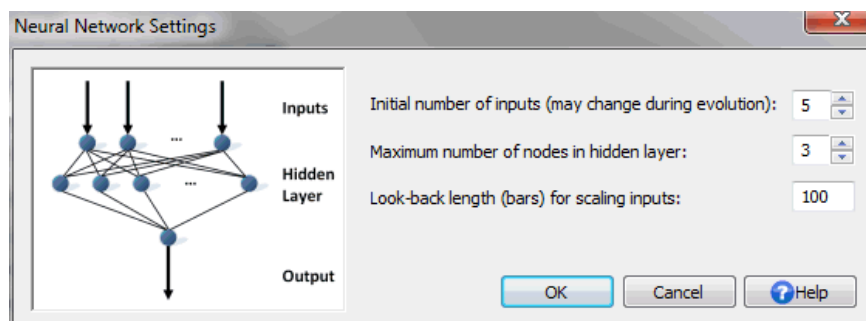 Neural Network Settings
X
Inputs
...
Hidden
Layer
...
Output
Initial number of inputs (may change during evolution): 5
Maximum number of nodes in hidden layer: 3
Look-back length (bars) for scaling inputs: 100
OK Cancel ? Help